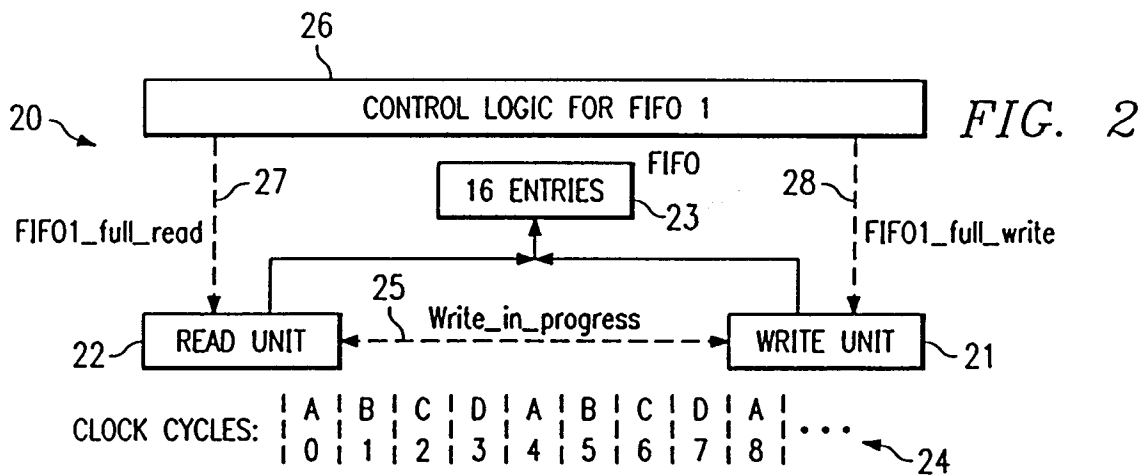 26
CONTROL LOGIC FOR FIFO 1
FIG. 2
20
27
FIFO
16 ENTRIES
23
28
FIFO1_full_read
FIFO1_full_write
25
Write_in_progress
22
READ UNIT
WRITE UNIT
21
CLOCK CYCLES: | A | B | C | D | A | B | C | D | A | • • •
| 0 | 1 | 2 | 3 | 4 | 5 | 6 | 7 | 8 |
24